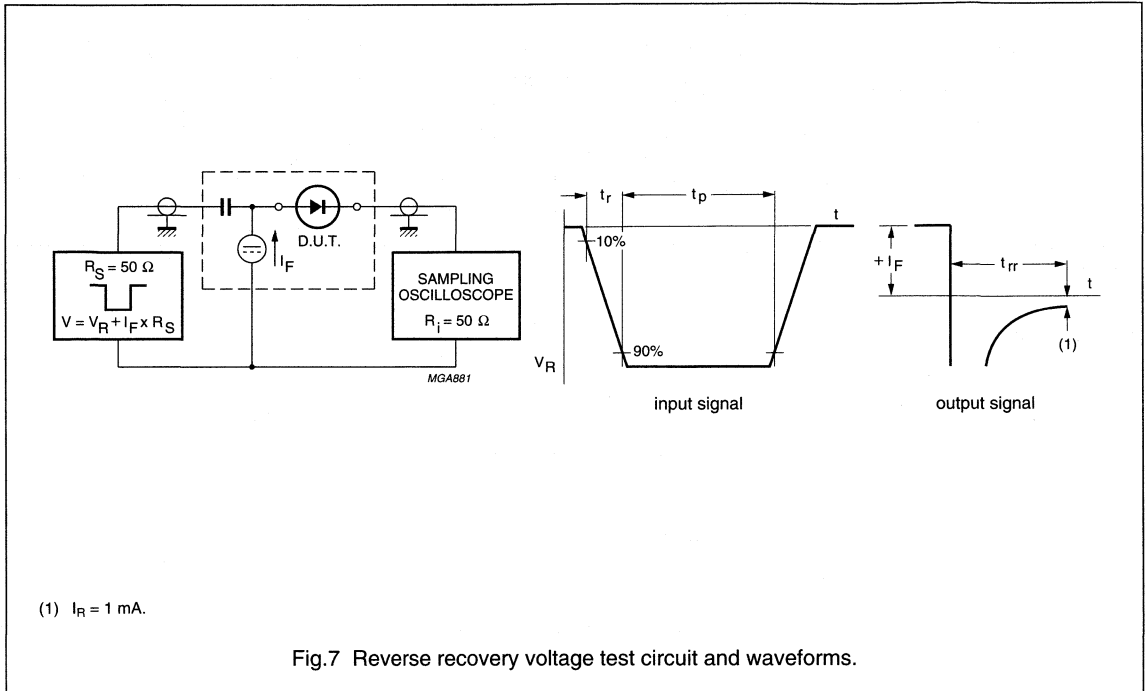 D.U.T.
I_F
R_S = 50 Ω
V = V_R + I_F x R_S
SAMPLING
OSCILLOSCOPE
R_i = 50 Ω
MGA881
t_r
t_p
t
10%
90%
V_R
input signal
+ I_F
t_rr
t
(1)
output signal
(1) I_R = 1 mA.
Fig.7 Reverse recovery voltage test circuit and waveforms.